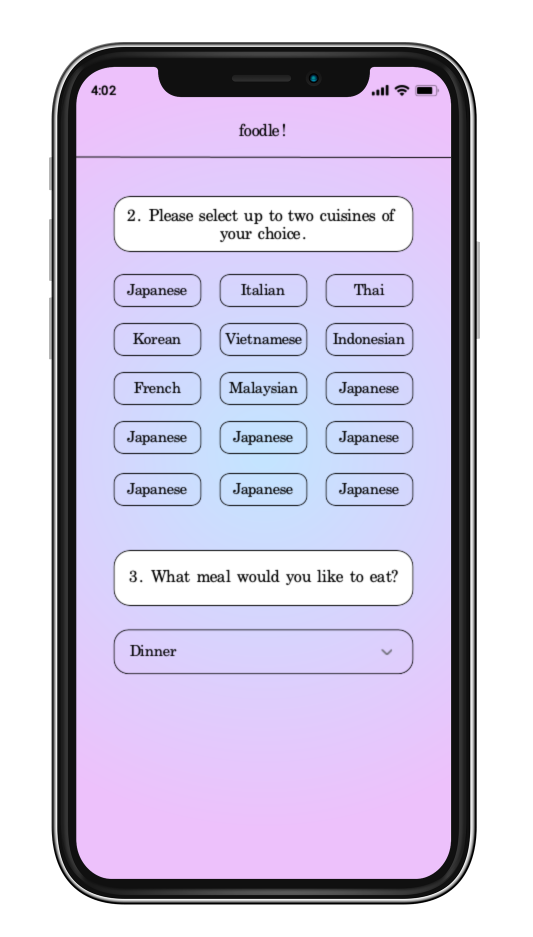 4:02
foodle!
2. Please select up to two cuisines of
your choice.
Japanese Italian Thai
Korean Vietnamese Indonesian
French Malaysian Japanese
Japanese Japanese Japanese
Japanese Japanese Japanese
3. What meal would you like to eat?
Dinner